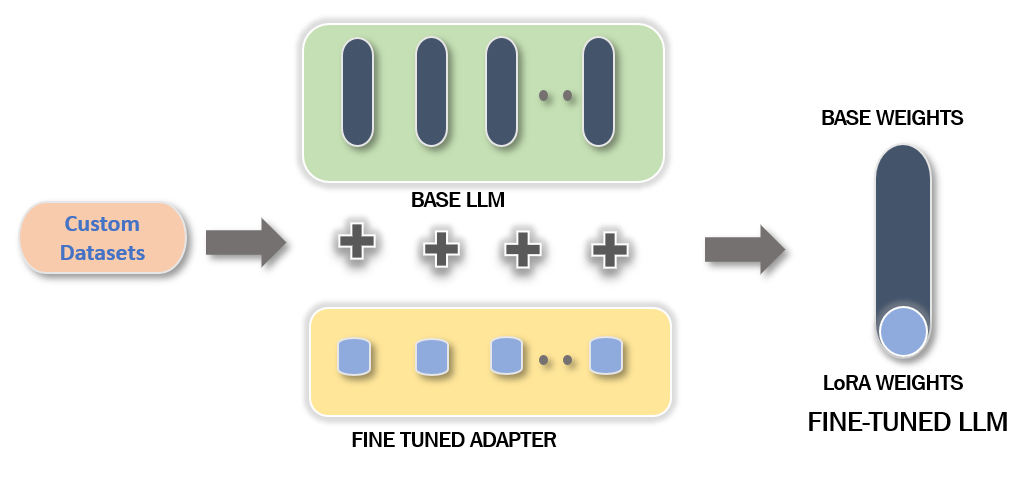 BASE WEIGHTS
BASE LLM
Custom
Datasets
LoRA WEIGHTS
FINE-TUNED LLM
FINE TUNED ADAPTER